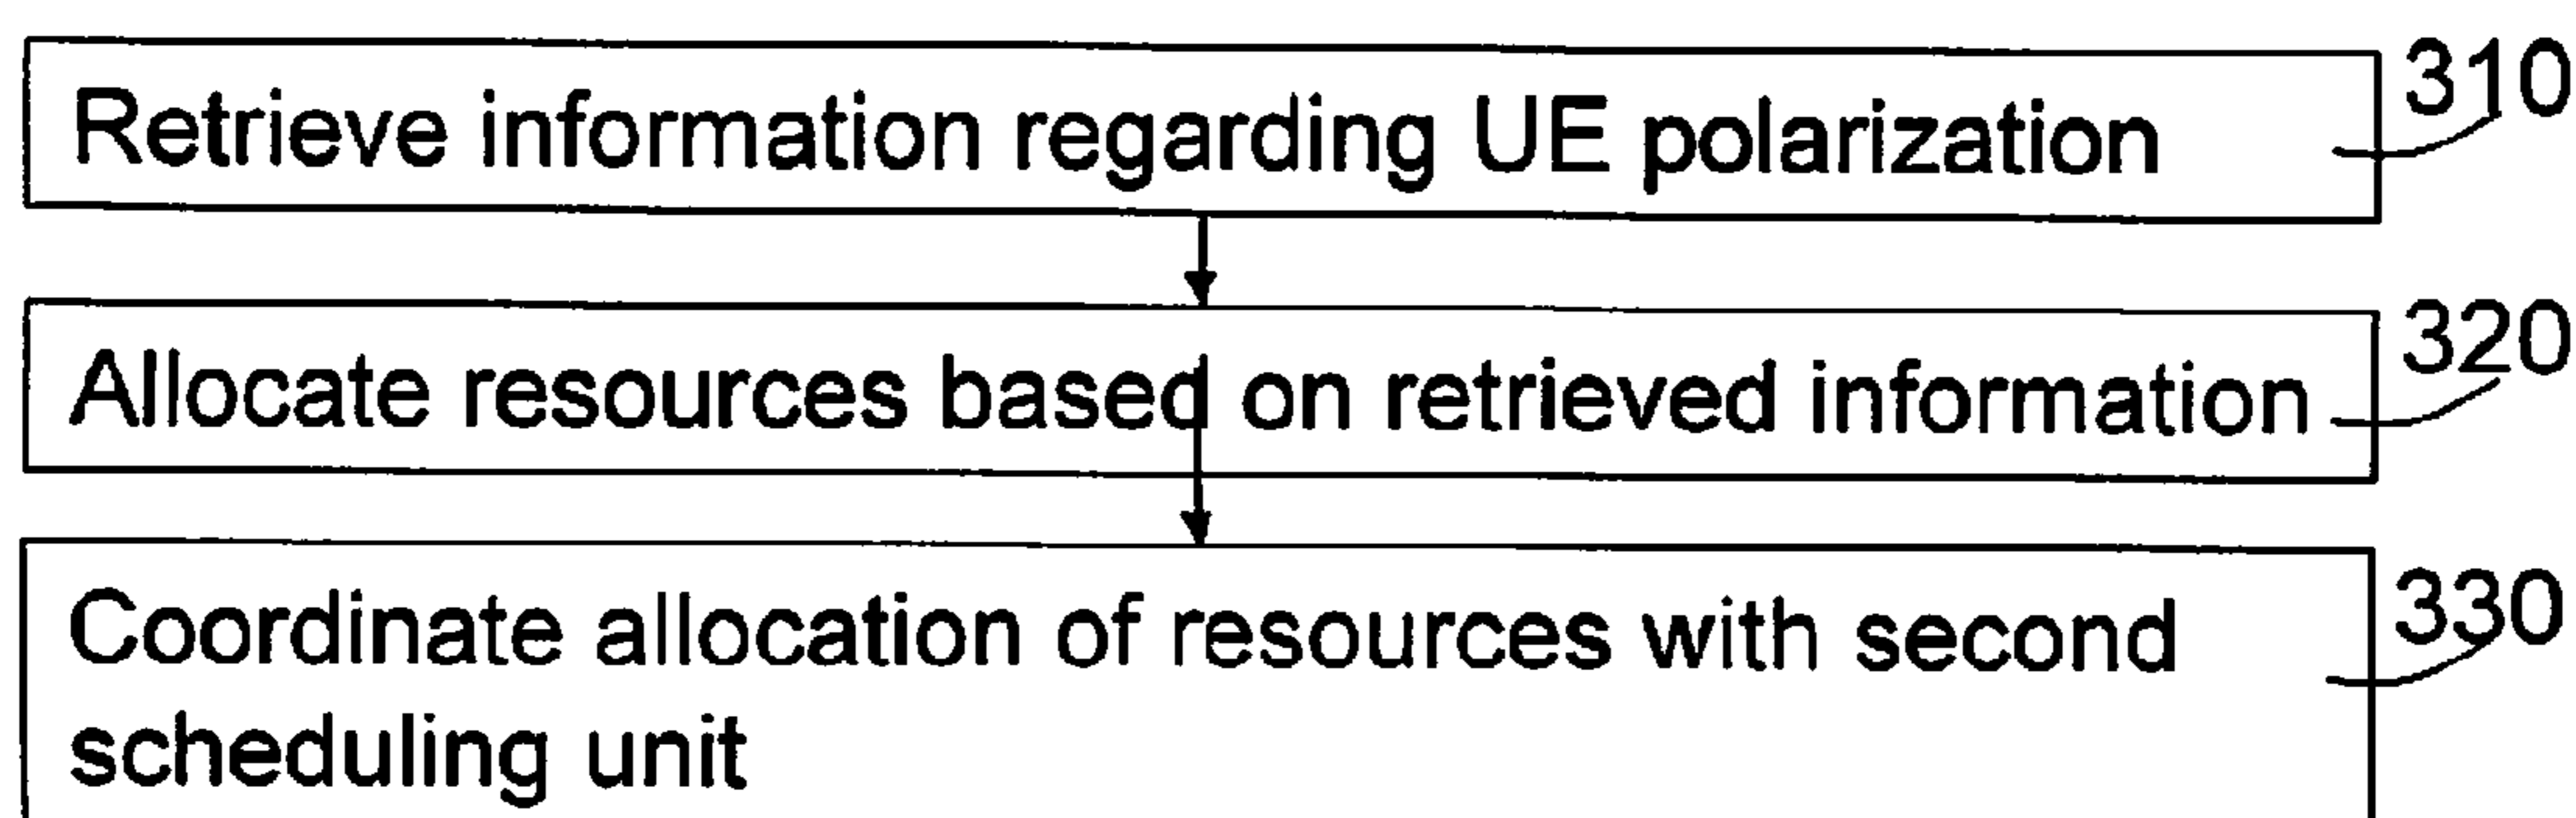 Retrieve information regarding UE polarization
310
Allocate resources based on retrieved information
320
Coordinate allocation of resources with second
330
scheduling unit